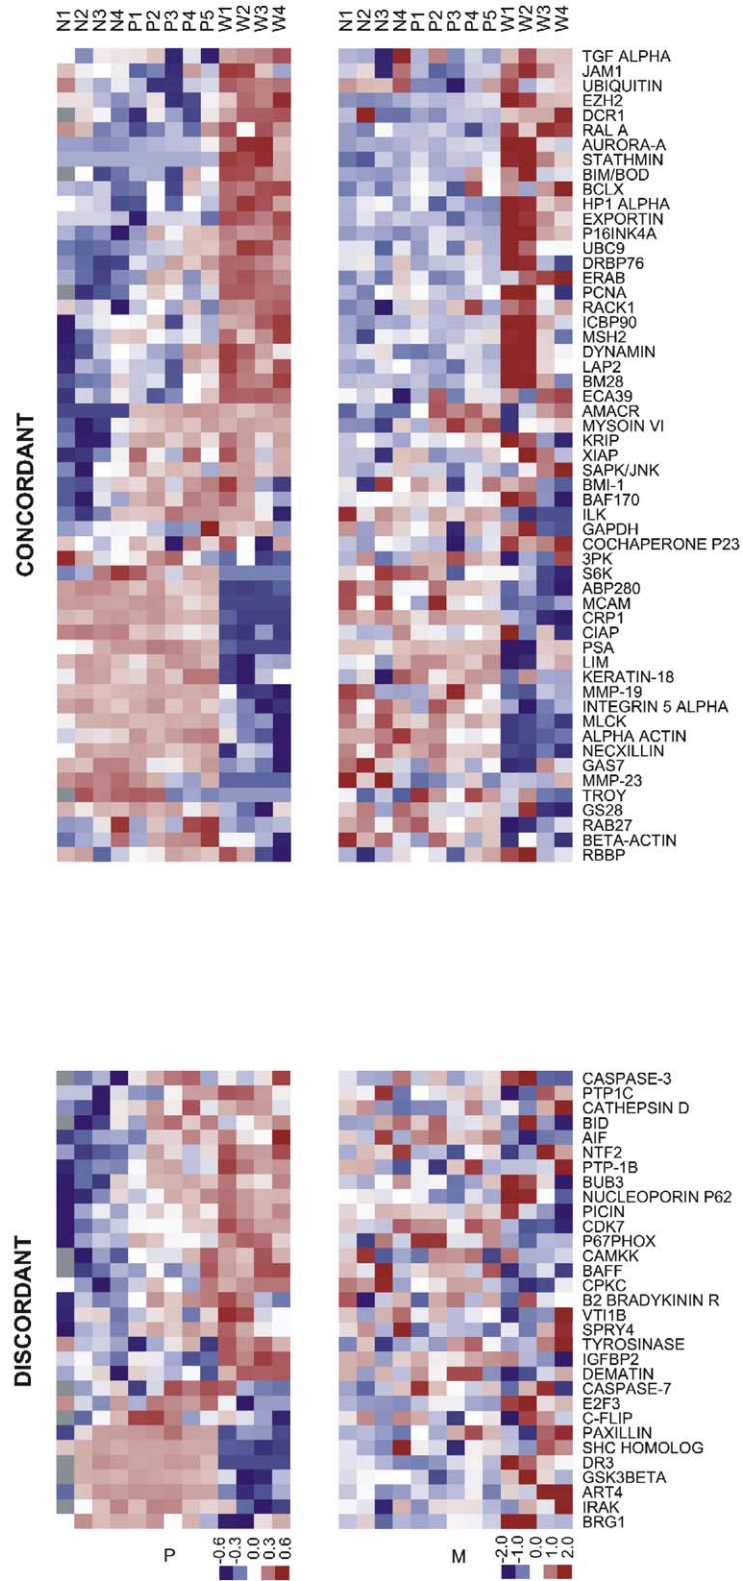 N1 N2 N3 N4 P1 P2 P3 P4 P5 W1 W2 W3 W4
N1 N2 N3 N4 P1 P2 P3 P4 P5 W1 W2 W3 W4
CONCORDANT
TGF ALPHA
JAM1
UBIQUITIN
EZH2
DCR1
RAL A
AURORA-A
STATHMIN
BIM/BOD
BCLX
HP1 ALPHA
EXPORTIN
P16INK4A
UBC9
DRBP76
ERAB
PCNA
RACK1
ICBP90
MSH2
DYNAMIN
LAP2
BM28
ECA39
AMACR
MYSOIN VI
KRIP
XIAP
SAPK/JNK
BMI-1
BAF170
ILK
GAPDH
COCHAPERONE P23
3PK
S6K
ABP280
MCAM
CRP1
CIAP
PSA
LIM
KERATIN-18
MMP-19
INTEGRIN 5 ALPHA
MLCK
ALPHA ACTIN
NECXILLIN
GAS7
MMP-23
TROY
GS28
RAB27
BETA-ACTIN
RBBP
DISCORDANT
CASPASE-3
PTP1C
CATHEPSIN D
BID
AIF
NTF2
PTP-1B
BUB3
NUCLEOPORIN P62
PICIN
CDK7
P67PHOX
CAMKK
BAFF
CPKC
B2 BRADYKININ R
VTI1B
SPRY4
TYROSINASE
IGFBP2
DEMATIN
CASPASE-7
E2F3
C-FLIP
PAXILLIN
SHC HOMOLOG
DR3
GSK3BETA
ART4
IRAK
BRG1
P
-0.6 -0.3 0.0 0.3 0.6
M
-2.0 -1.0 0.0 1.0 2.0